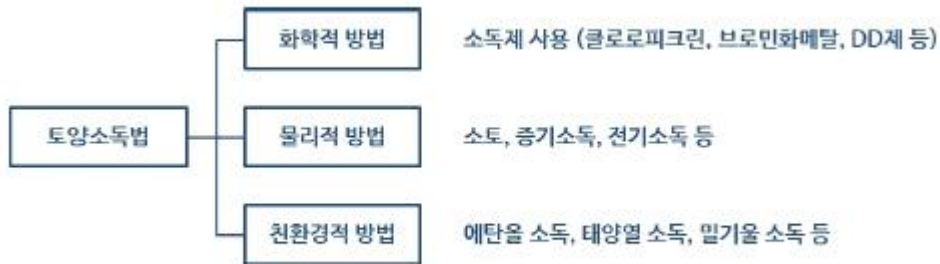 화학적 방법 소독제 사용 (클로로피크린, 브로민화메탈, DD제 등)
토양소독법 물리적 방법 소토, 증기소독, 전기소독 등
친환경적 방법 에탄올 소독, 태양열 소독, 밀기울 소독 등